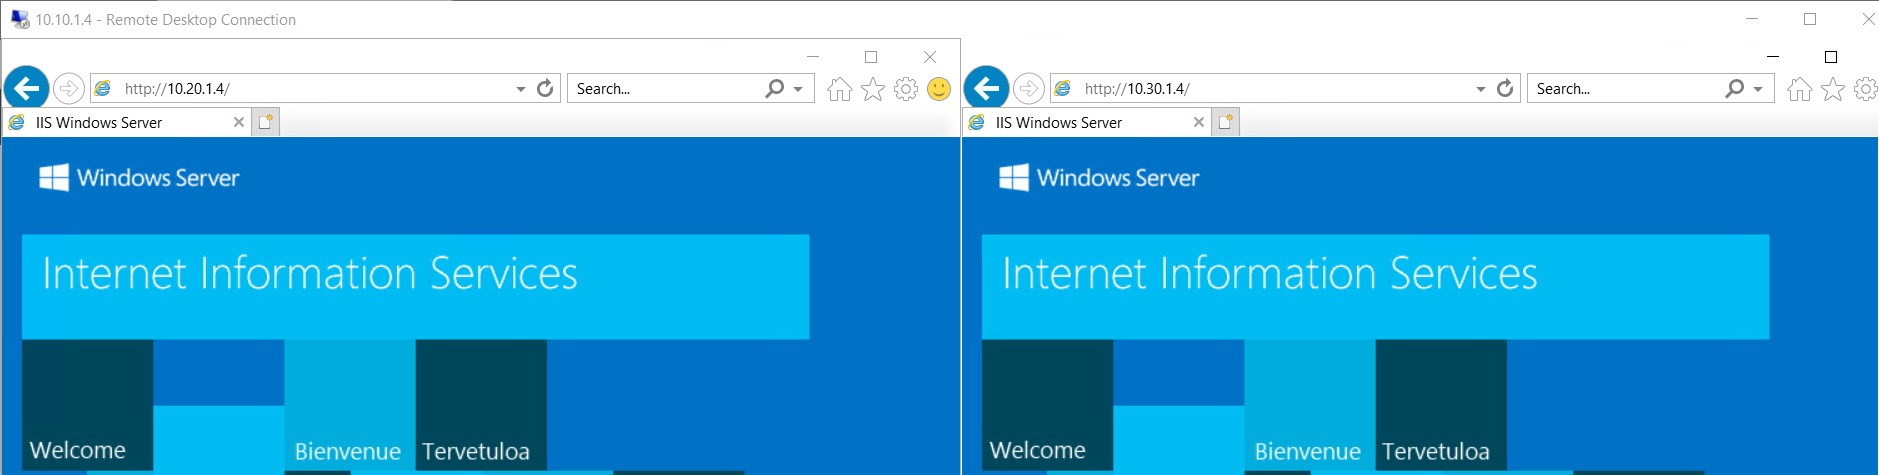 10.10.1.4 - Remote Desktop Connection
http://10.20.1.4/
Search...
IIS Windows Server
Windows Server
Internet Information Services
Welcome
Bienvenue
Tervetuloa
http://10.30.1.4/
Search...
IIS Windows Server
Windows Server
Internet Information Services
Welcome
Bienvenue
Tervetuloa